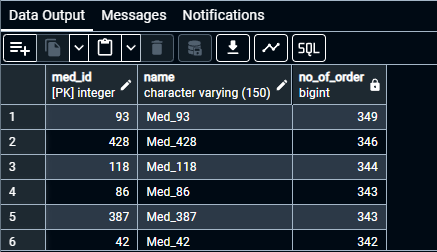 Data Output Messages Notifications
SQL
med_id name no_of_order
[PK] integer character varying (150) bigint
1 93 Med_93 349
2 428 Med_428 346
3 118 Med_118 344
4 86 Med_86 343
5 387 Med_387 343
6 42 Med_42 342